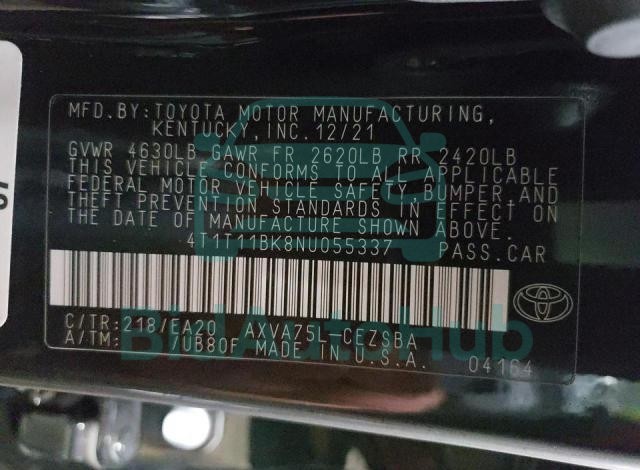 MFD.BY:TOYOTA MOTOR MANUFACTURING,
KENTUCKY,INC.12/21
GVWR 4630LB GAWR FR 2620LB RR 2420LB
THIS VEHICLE CONFORMS TO ALL APPLICABLE
FEDERAL MOTOR VEHICLE SAFETY,BUMPER,AND
THEFT PREVENTION STANDARDS IN EFFECT ON
THE DATE OF MANUFACTURE SHOWN ABOVE.
4T1T11BK8NU055337 PASS.CAR
C/TR:218/EA20 AXVA75L-CEZSBA
A/TM: /UB80F MADE IN U.S.A. 04164
BidAutoHub